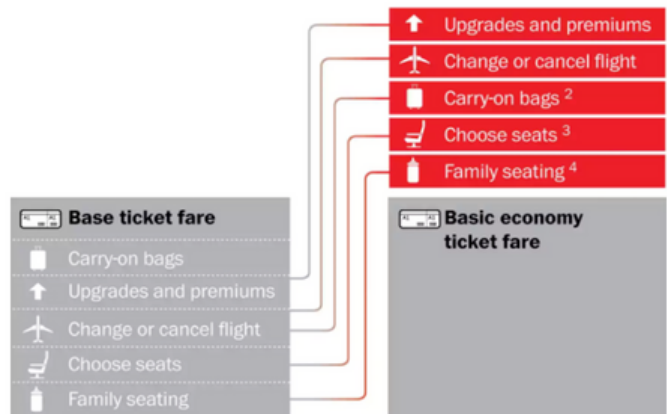 Upgrades and premiums
Change or cancel flight
Carry-on bags 2
Choose seats 3
Family seating 4
Base ticket fare
Carry-on bags
Upgrades and premiums
Change or cancel flight
Choose seats
Family seating
Basic economy
ticket fare